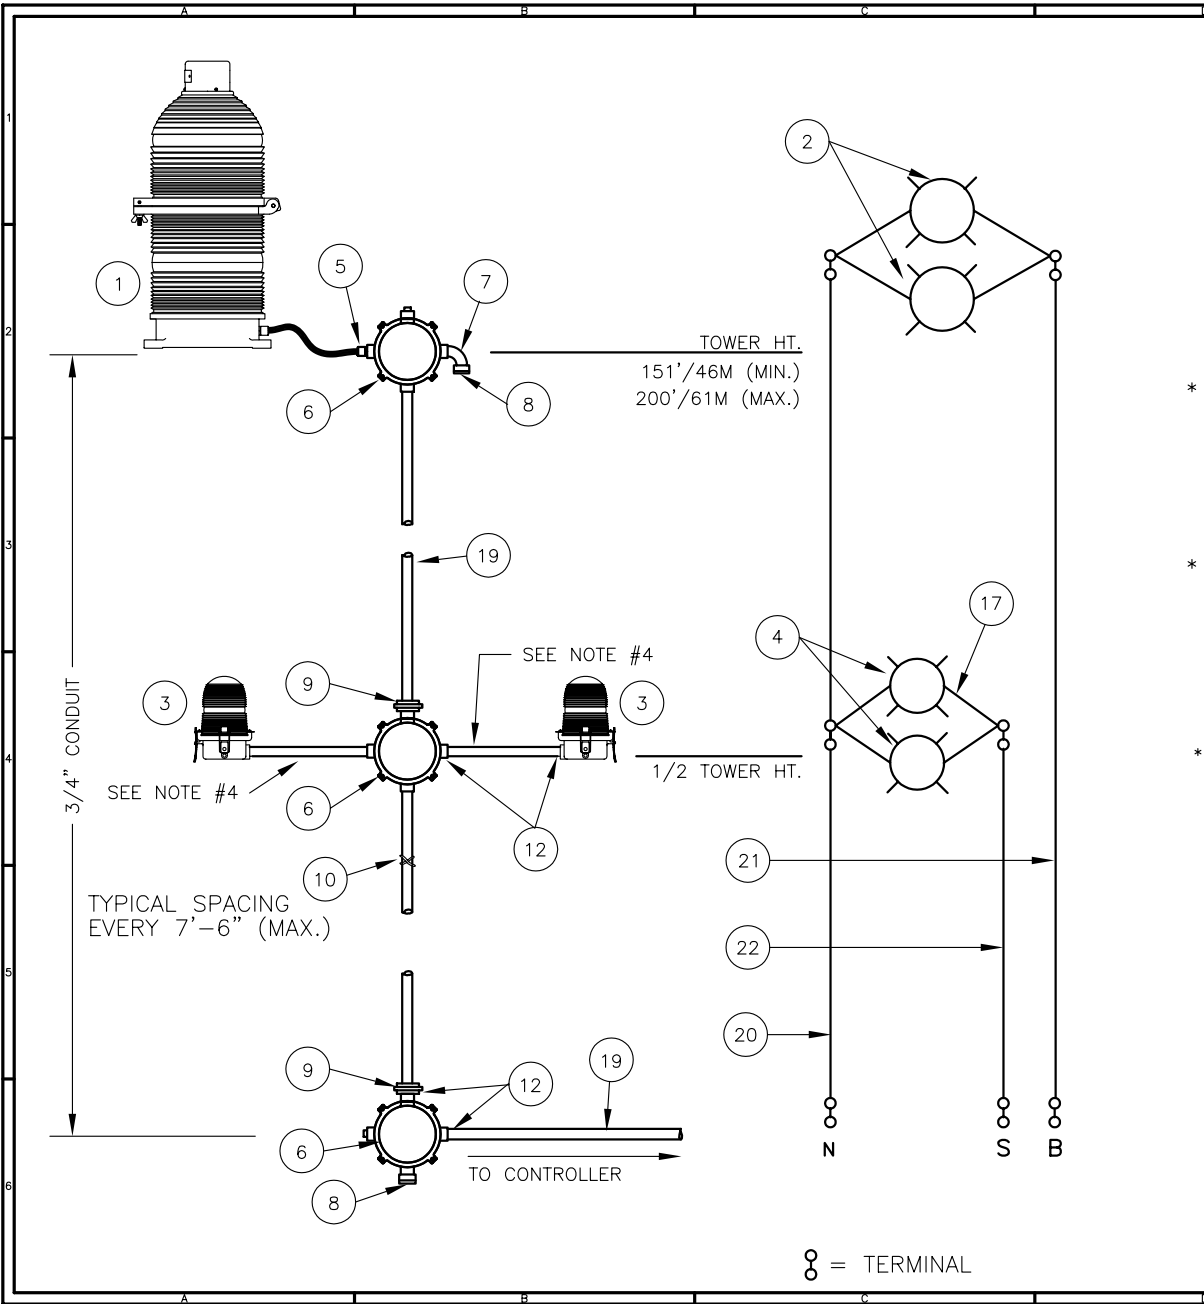 A
B
C
1
2
1
5
7
2
TOWER HT.
151'/46M (MIN.)
200'/61M (MAX.)
6
8
*
3
19
*
17
4
SEE NOTE #4
9
3
3
3/4" CONDUIT
4
1/2 TOWER HT.
*
SEE NOTE #4
6
12
21
10
TYPICAL SPACING
EVERY 7'-6" (MAX.)
22
5
20
9
12
19
6
N
S
B
TO CONTROLLER
6
8
= TERMINAL
A
B
C